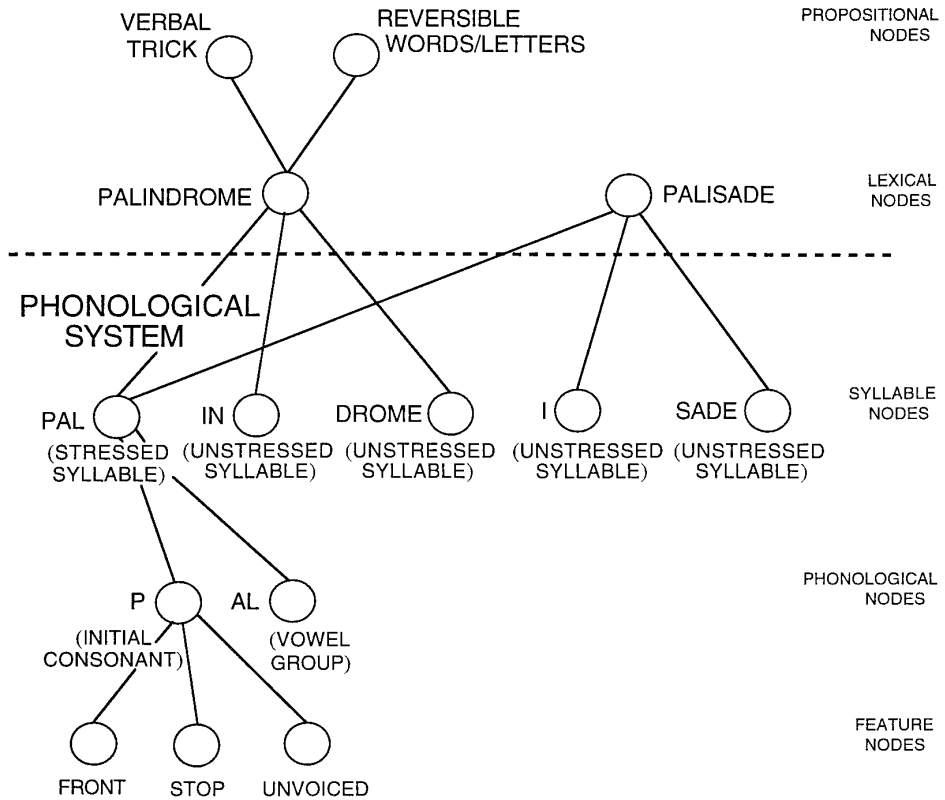 VERBAL
TRICK
REVERSIBLE
WORDS/LETTERS
PROPOSITIONAL
NODES
PALINDROME
PALISADE
LEXICAL
NODES
PHONOLOGICAL
SYSTEM
PAL
(STRESSED
SYLLABLE)
IN
(UNSTRESSED
SYLLABLE)
DROME
(UNSTRESSED
SYLLABLE)
I
(UNSTRESSED
SYLLABLE)
SADE
(UNSTRESSED
SYLLABLE)
SYLLABLE
NODES
P
(INITIAL
CONSONANT)
AL
(VOWEL
GROUP)
PHONOLOGICAL
NODES
FRONT
STOP
UNVOICED
FEATURE
NODES